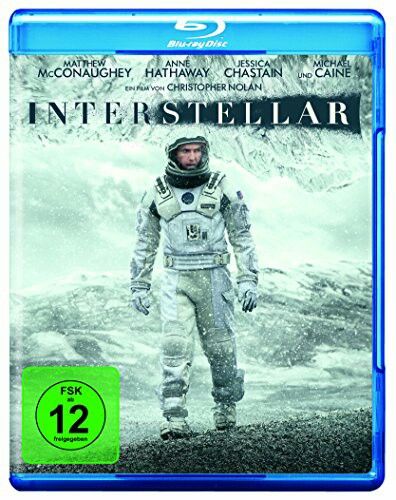 Blu-ray Disc
MATTHEW ANNE JESSICA MICHAEL
McCONAUGHEY HATHAWAY CHASTAIN UND CAINE
EIN FILM VON CHRISTOPHER NOLAN
INTERSTELLAR
FSK
ab
12
freigegeben